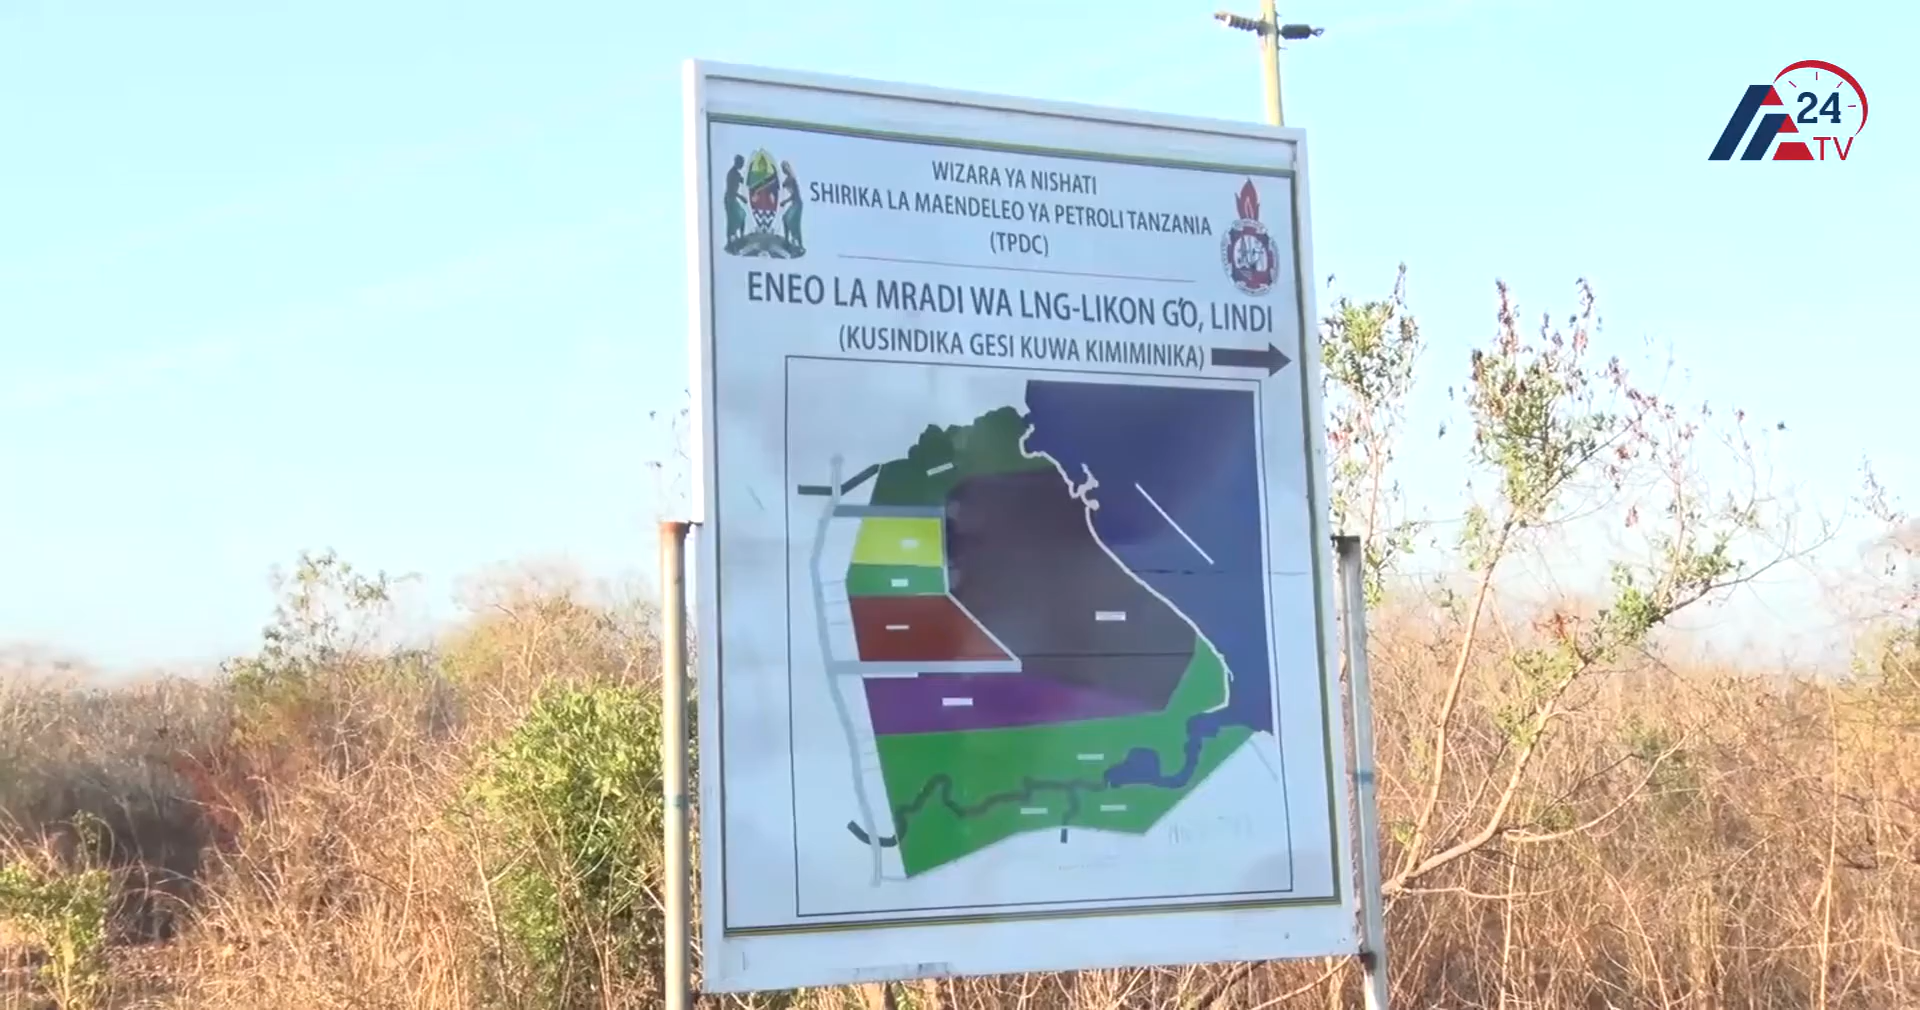 24
TV
WIZARA YA NISHATI
SHIRIKA LA MAENDELEO YA PETROLI TANZANIA
(TPDC)
ENEO LA MRADI WA LNG-LIKON G'O, LINDI
(KUSINDIKA GESI KUWA KIMIMINIKA)